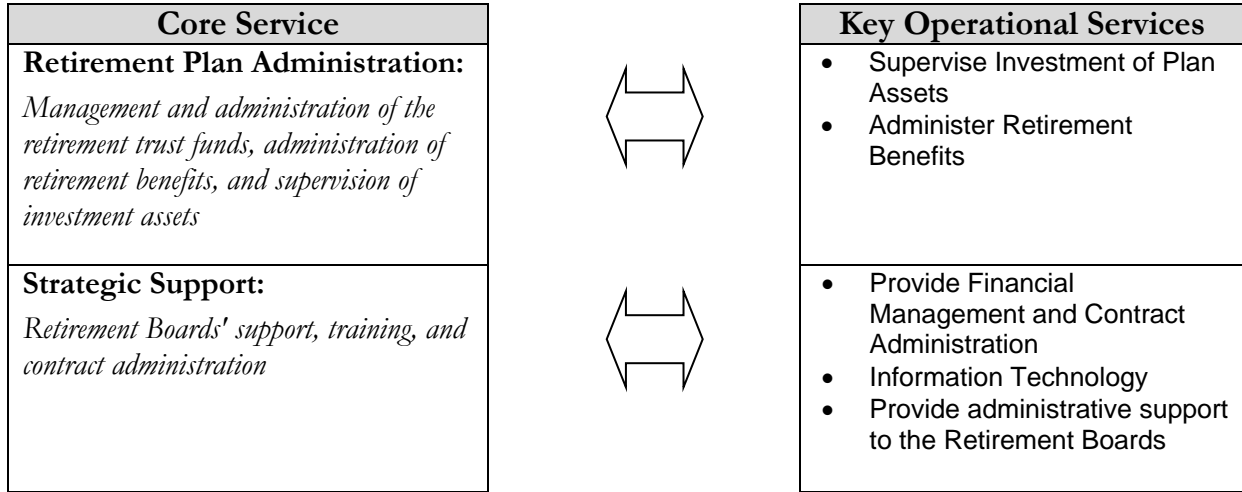 Core Service
Retirement Plan Administration:
Management and administration of the
retirement trust funds, administration of
retirement benefits, and supervision of
investment assets
Strategic Support:
Retirement Boards' support, training, and
contract administration
Key Operational Services
• Supervise Investment of Plan
Assets
• Administer Retirement
Benefits
• Provide Financial
Management and Contract
Administration
• Information Technology
• Provide administrative support
to the Retirement Boards